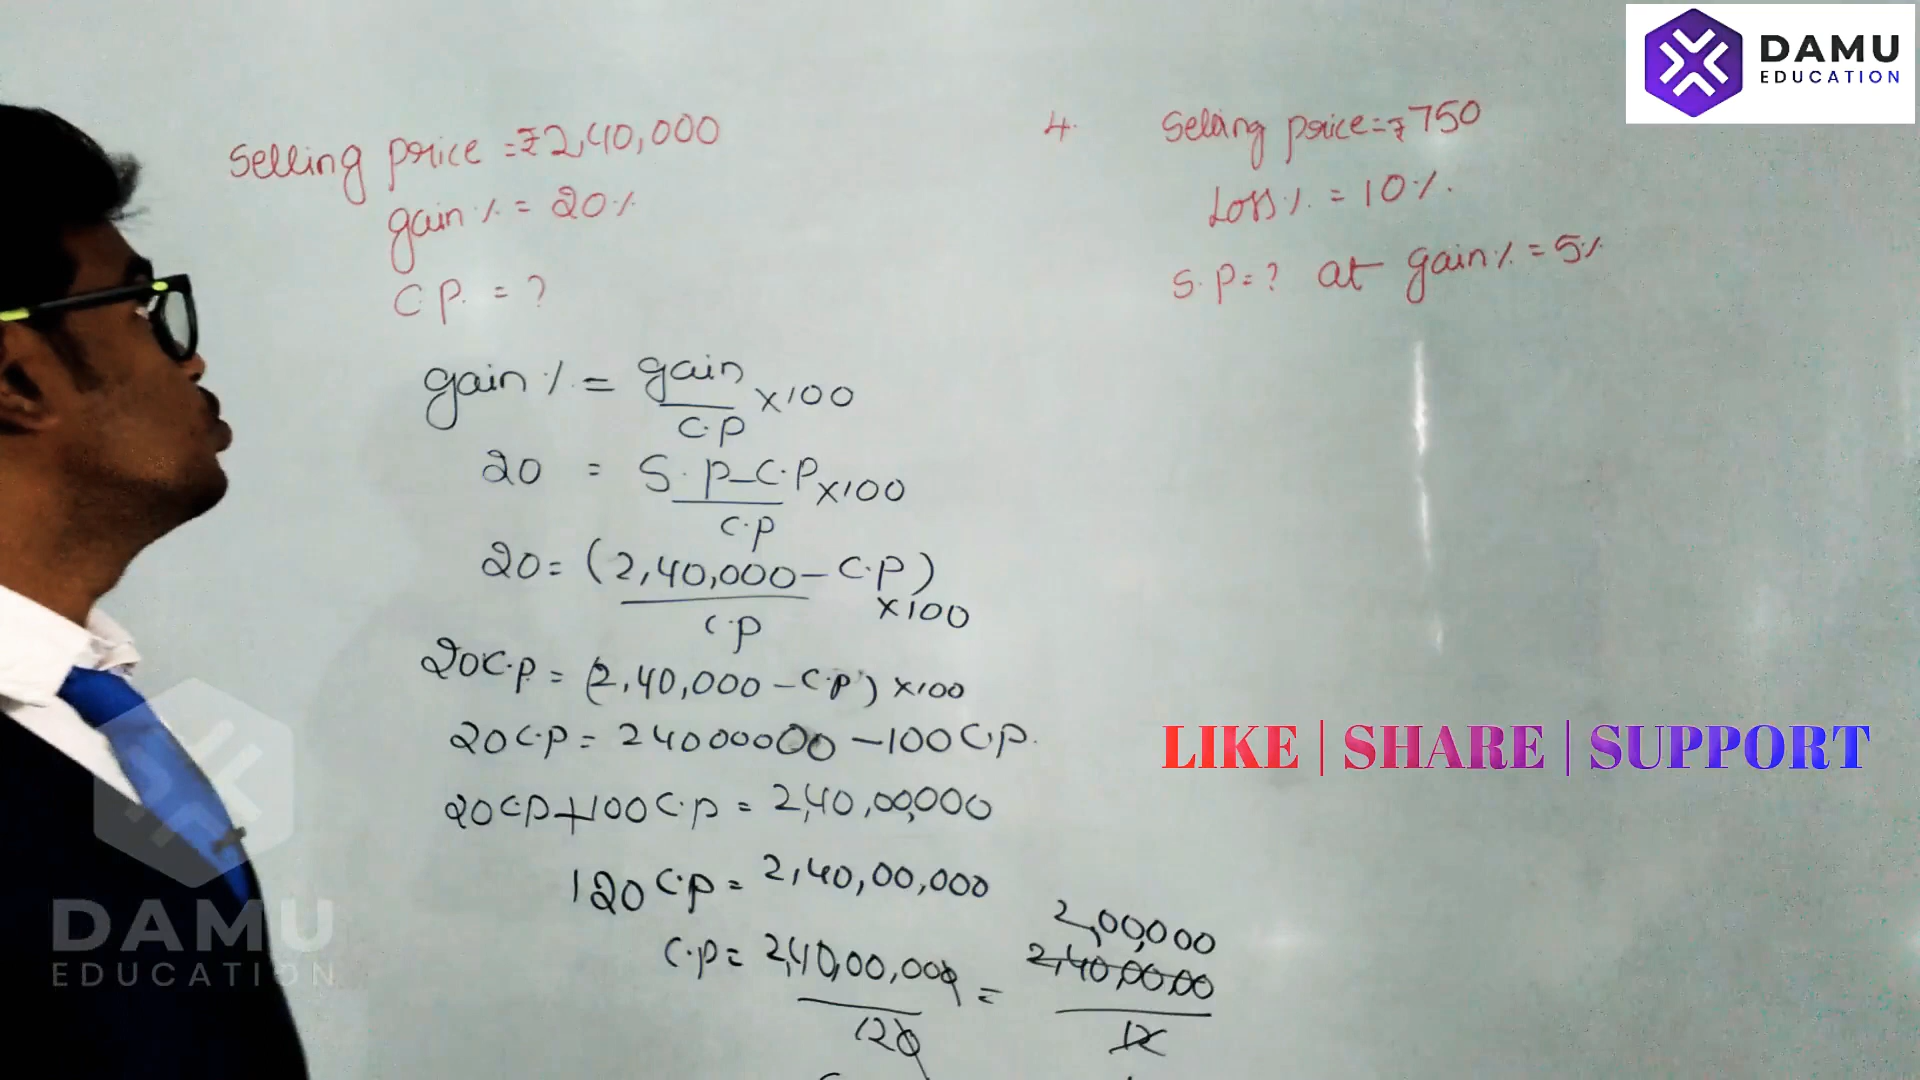 DAMU
EDUCATION
Selling price = ₹2,40,000
gain % = 20%
C.P. = ?
gain % = gain/C.P ×100
20 = S.P-C.P/C.P ×100
20 = (2,40,000 - C.P)/C.P ×100
20C.P = (2,40,000 - C.P) ×100
20C.P = 24000000 - 100C.P.
20C.P + 100C.P = 2,40,00,000
120 C.P = 2,40,00,000
C.P = 2,40,00,000/120 = 2,40,00,00/12
2,00,000
4. Selling price = ₹750
Loss % = 10%.
S.P = ? at gain % = 5%
LIKE | SHARE | SUPPORT
DAMU
EDUCATION